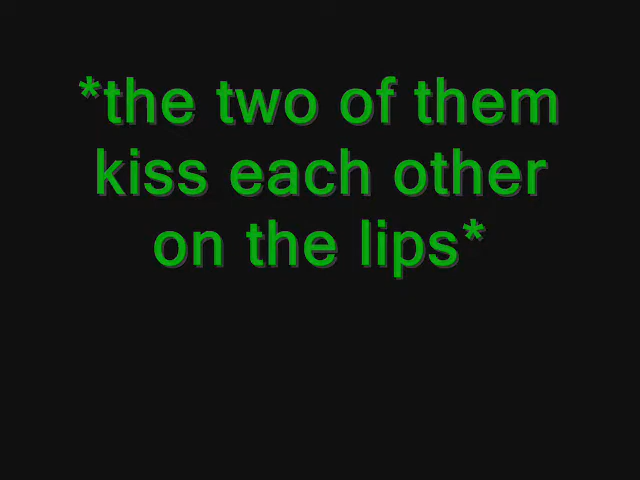 *the two of them
kiss each other
on the lips*